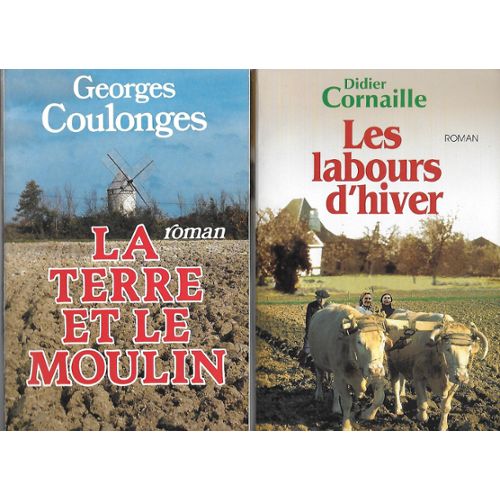 Georges
Coulonges
roman
LA
TERRE
ET LE
MOULIN
Didier
Cornaille
Les
labours
d'hiver
ROMAN